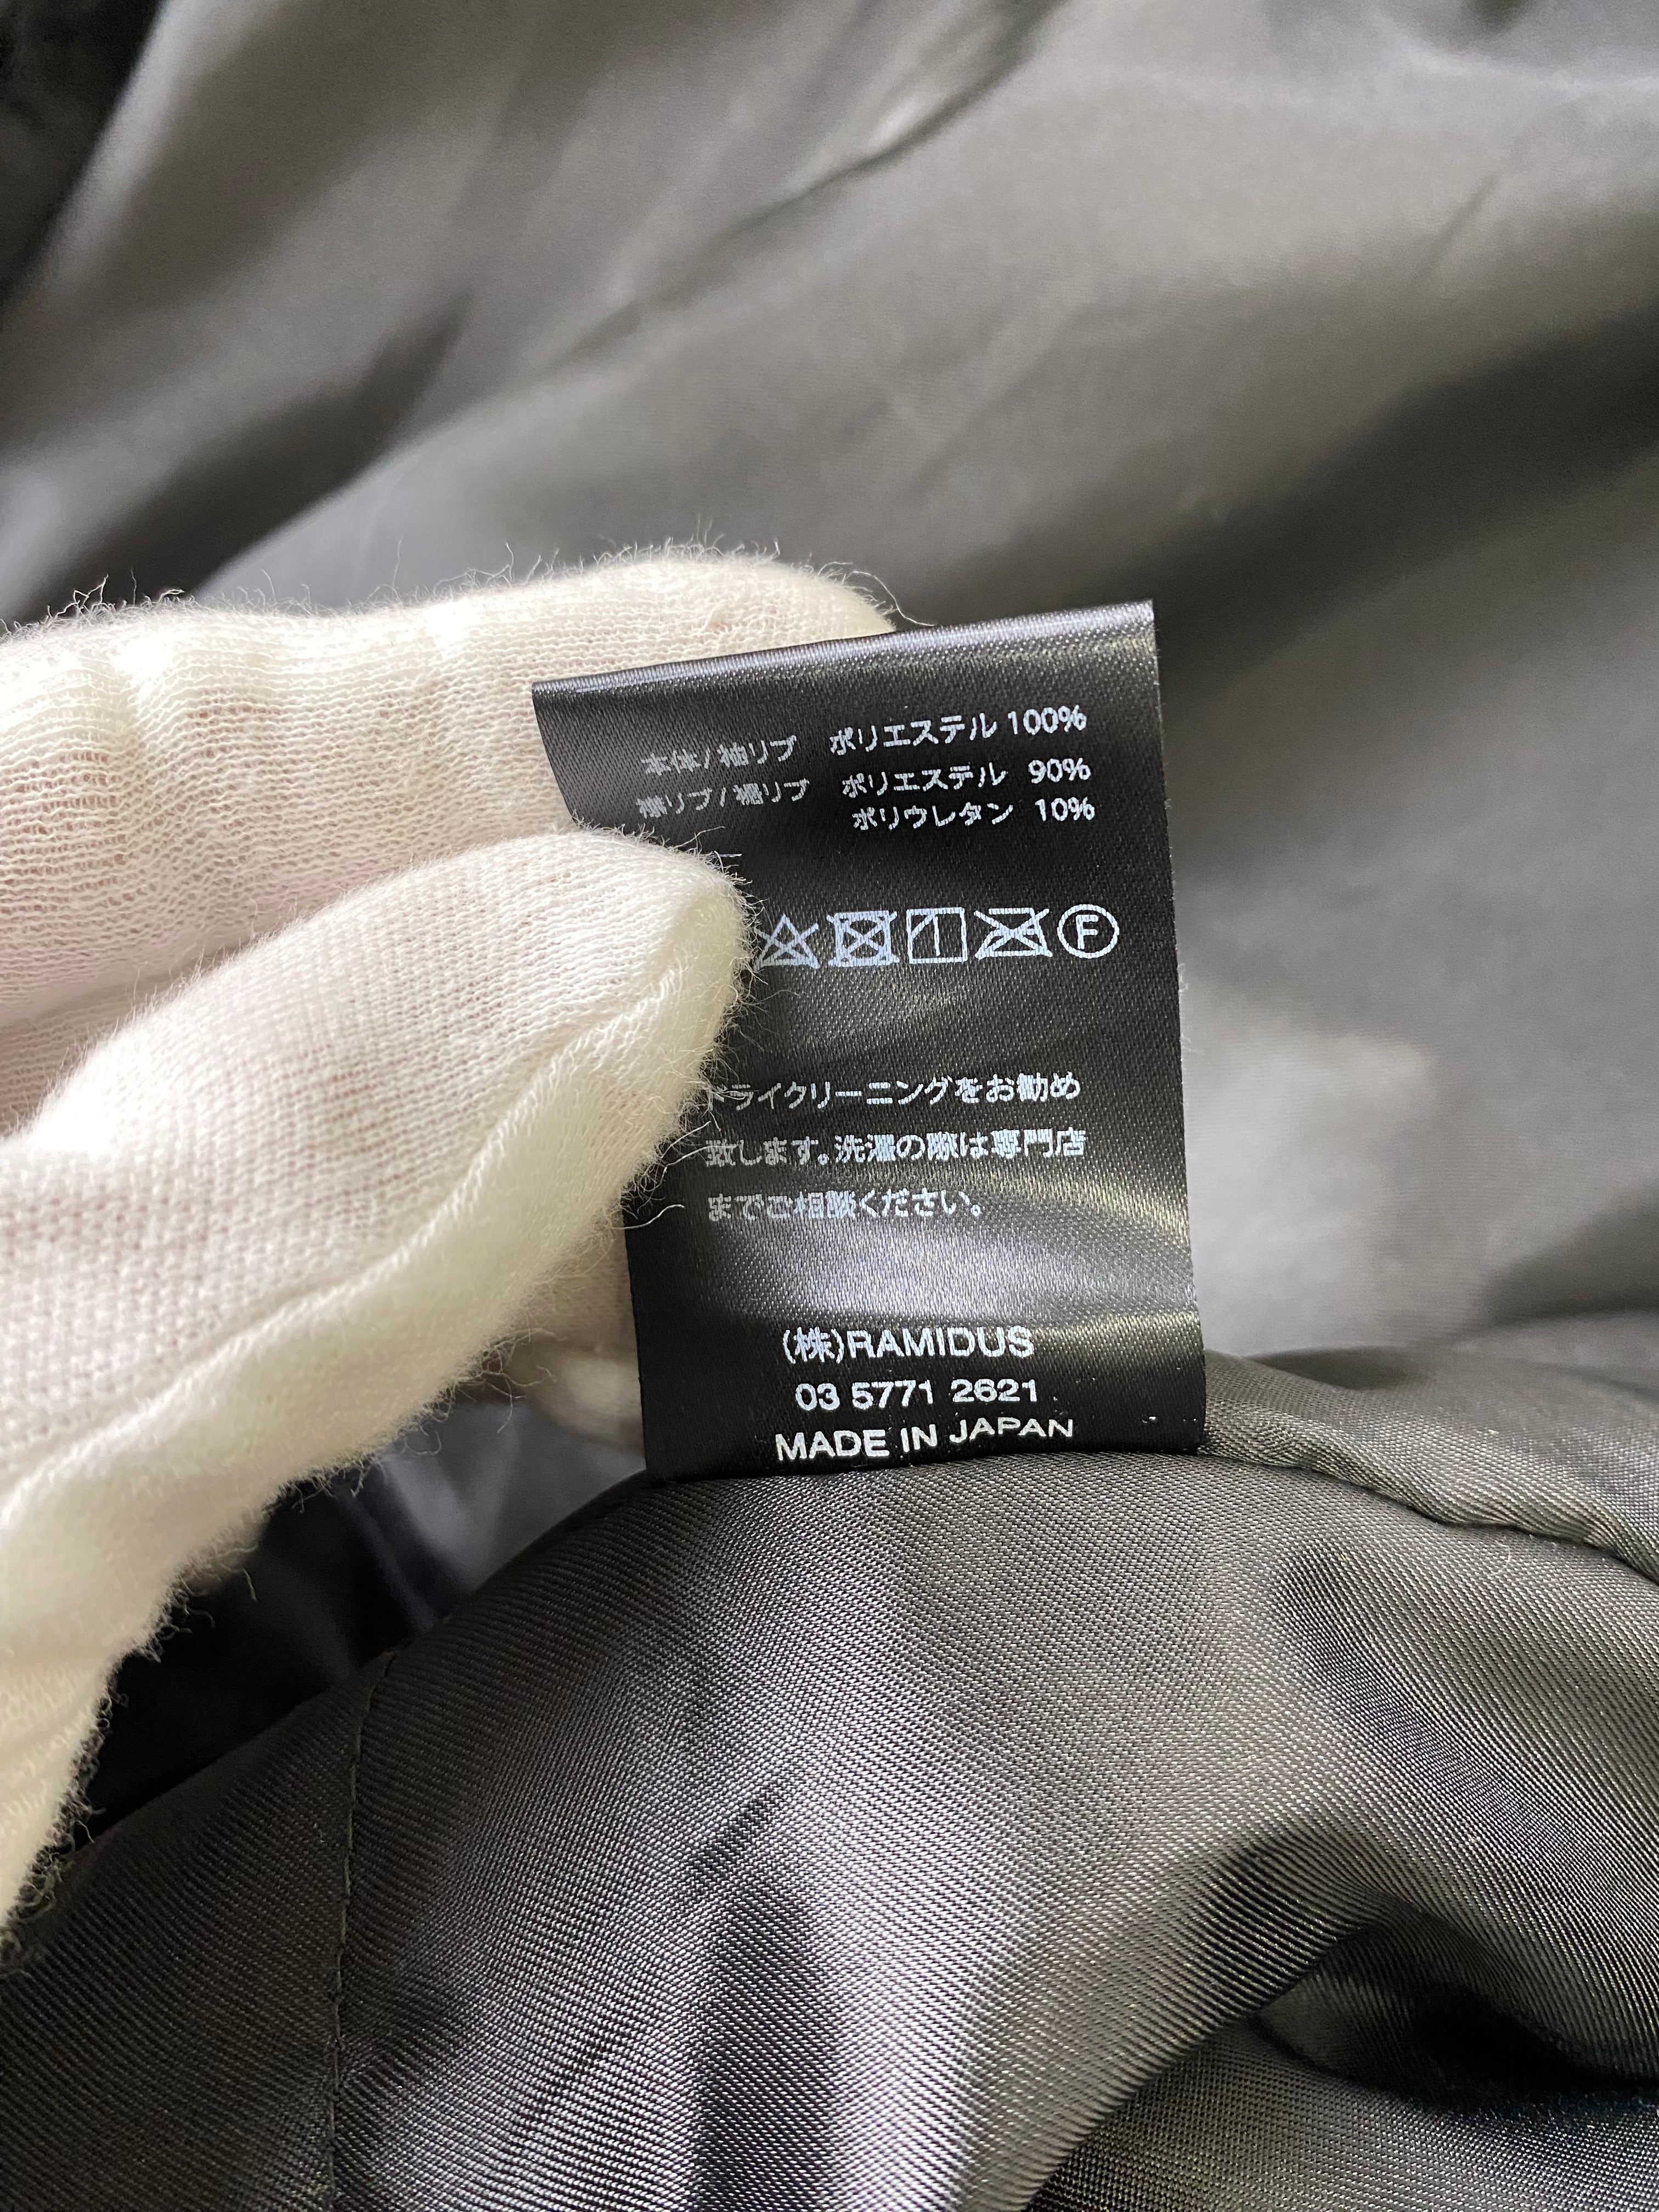 本体/袖リブ ポリエステル 100%
襟リブ/裾リブ ポリエステル 90%
ポリウレタン 10%
F
ドライクリーニングをお勧め
致します。洗濯の際は専門店
までご相談ください。
(株)RAMIDUS
03 5771 2621
MADE IN JAPAN